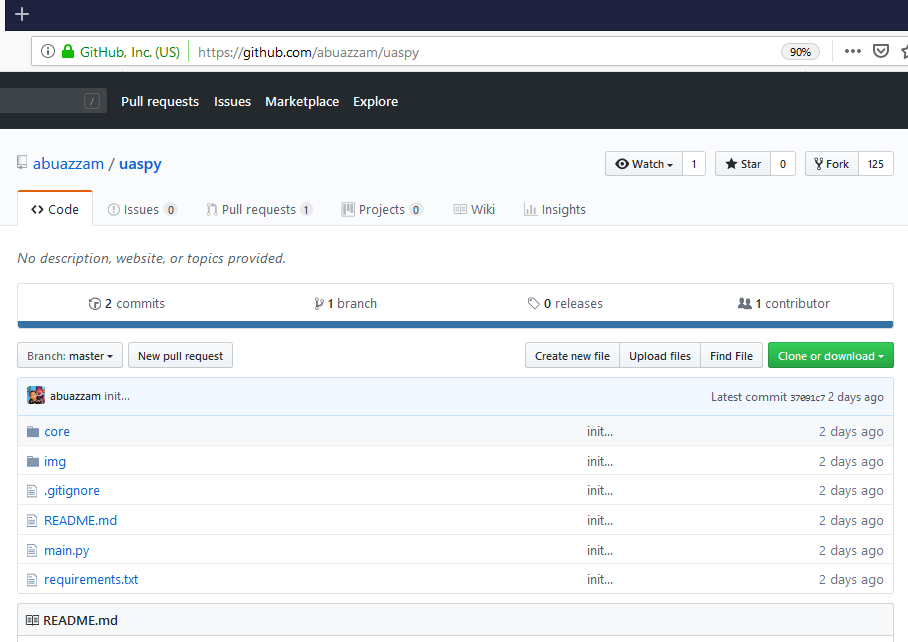 GitHub, Inc. (US) https://github.com/abuazzam/uaspy 90%
/ Pull requests Issues Marketplace Explore
abuazzam / uaspy Watch 1 Star 0 Fork 125
Code Issues 0 Pull requests 1 Projects 0 Wiki Insights
No description, website, or topics provided.
2 commits 1 branch 0 releases 1 contributor
Branch: master New pull request Create new file Upload files Find File Clone or download
abuazzam init... Latest commit 37091c7 2 days ago
core init... 2 days ago
img init... 2 days ago
.gitignore init... 2 days ago
README.md init... 2 days ago
main.py init... 2 days ago
requirements.txt init... 2 days ago
README.md